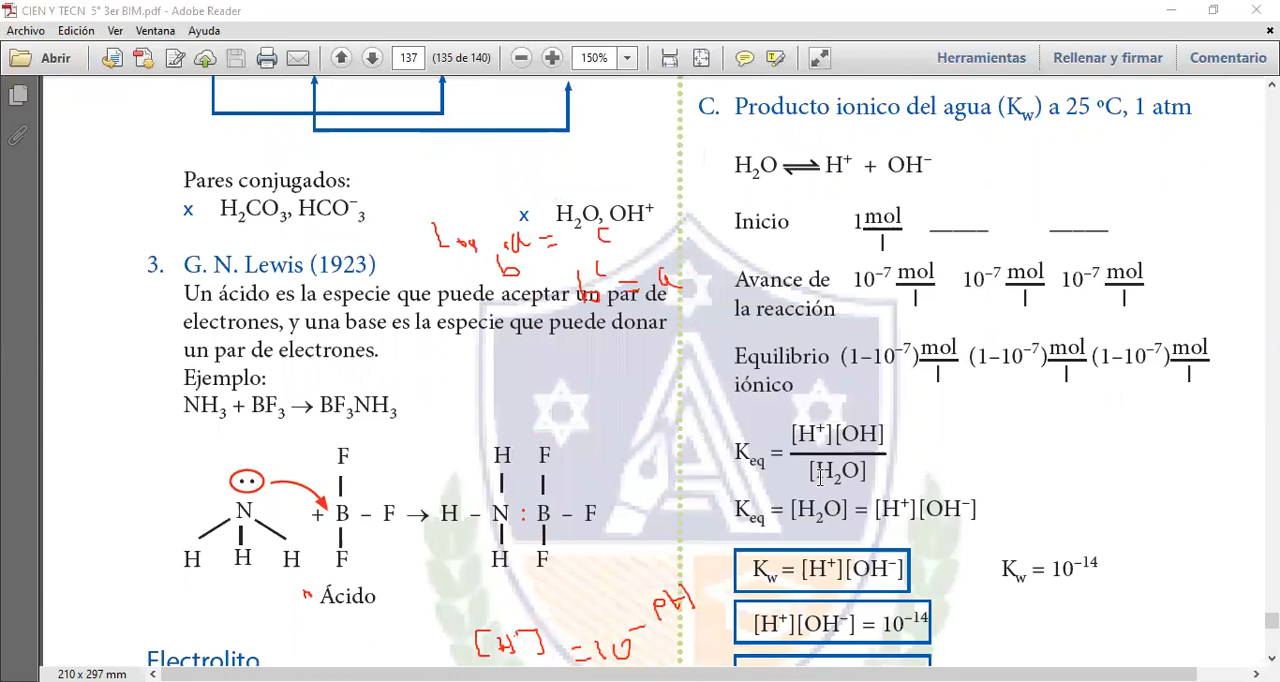 CIEN Y TECN 5° 3er BIM.pdf - Adobe Reader
Archivo Edición Ver Ventana Ayuda
Abrir 137 (135 de 140) 150% Herramientas Rellenar y firmar Comentario
Pares conjugados:
x H₂CO₃, HCO⁻₃ x H₂O, OH⁺
3. G. N. Lewis (1923)
Un ácido es la especie que puede aceptar un par de
electrones, y una base es la especie que puede donar
un par de electrones.
Ejemplo:
NH₃ + BF₃ → BF₃NH₃
F H F
N + B – F → H – N : B – F
H H H F H F
Ácido
[H⁺] = 10^–pH
Electrolito
C. Producto ionico del agua (Kw) a 25 ºC, 1 atm
H₂O ⇌ H⁺ + OH⁻
Inicio 1 mol/l ____ ____
Avance de 10⁻⁷ mol/l 10⁻⁷ mol/l 10⁻⁷ mol/l
la reacción
Equilibrio (1–10⁻⁷) mol/l (1–10⁻⁷) mol/l (1–10⁻⁷) mol/l
iónico
Keq = [H⁺][OH] / [H₂O]
Keq = [H₂O] = [H⁺][OH⁻]
Kw = [H⁺][OH⁻] Kw = 10⁻¹⁴
[H⁺][OH⁻] = 10⁻¹⁴
210 x 297 mm